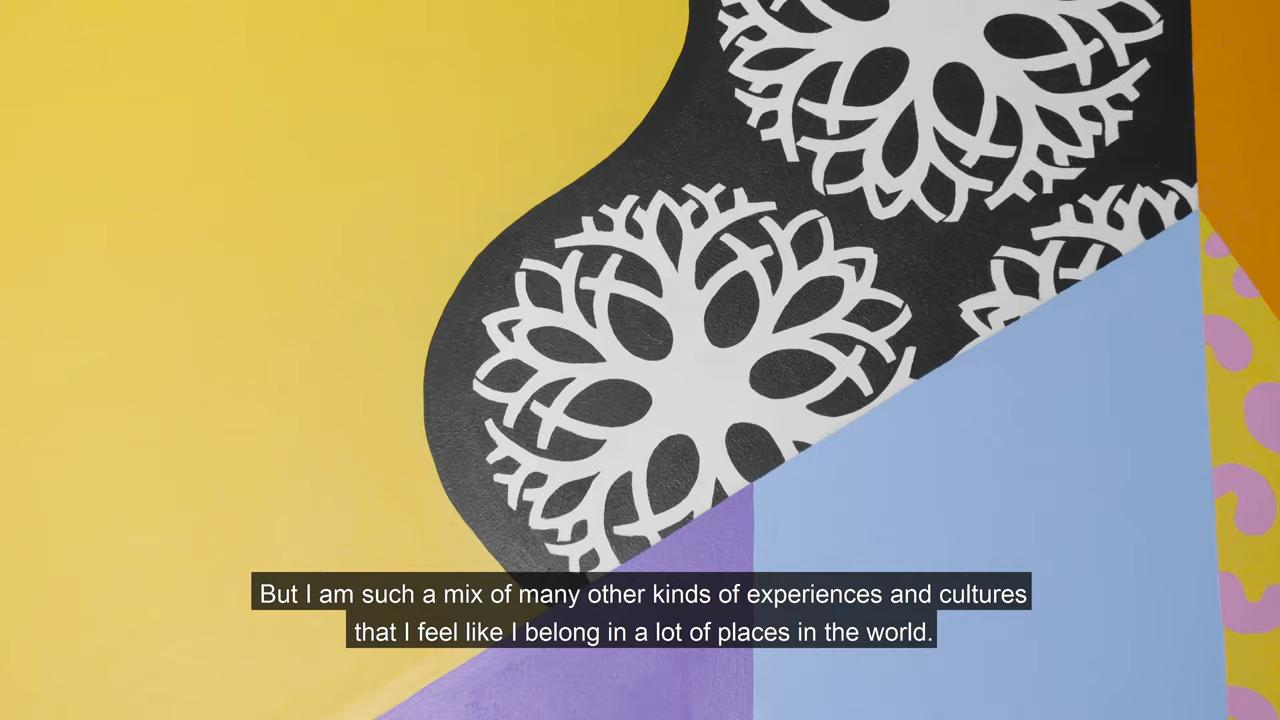 But I am such a mix of many other kinds of experiences and cultures
that I feel like I belong in a lot of places in the world.